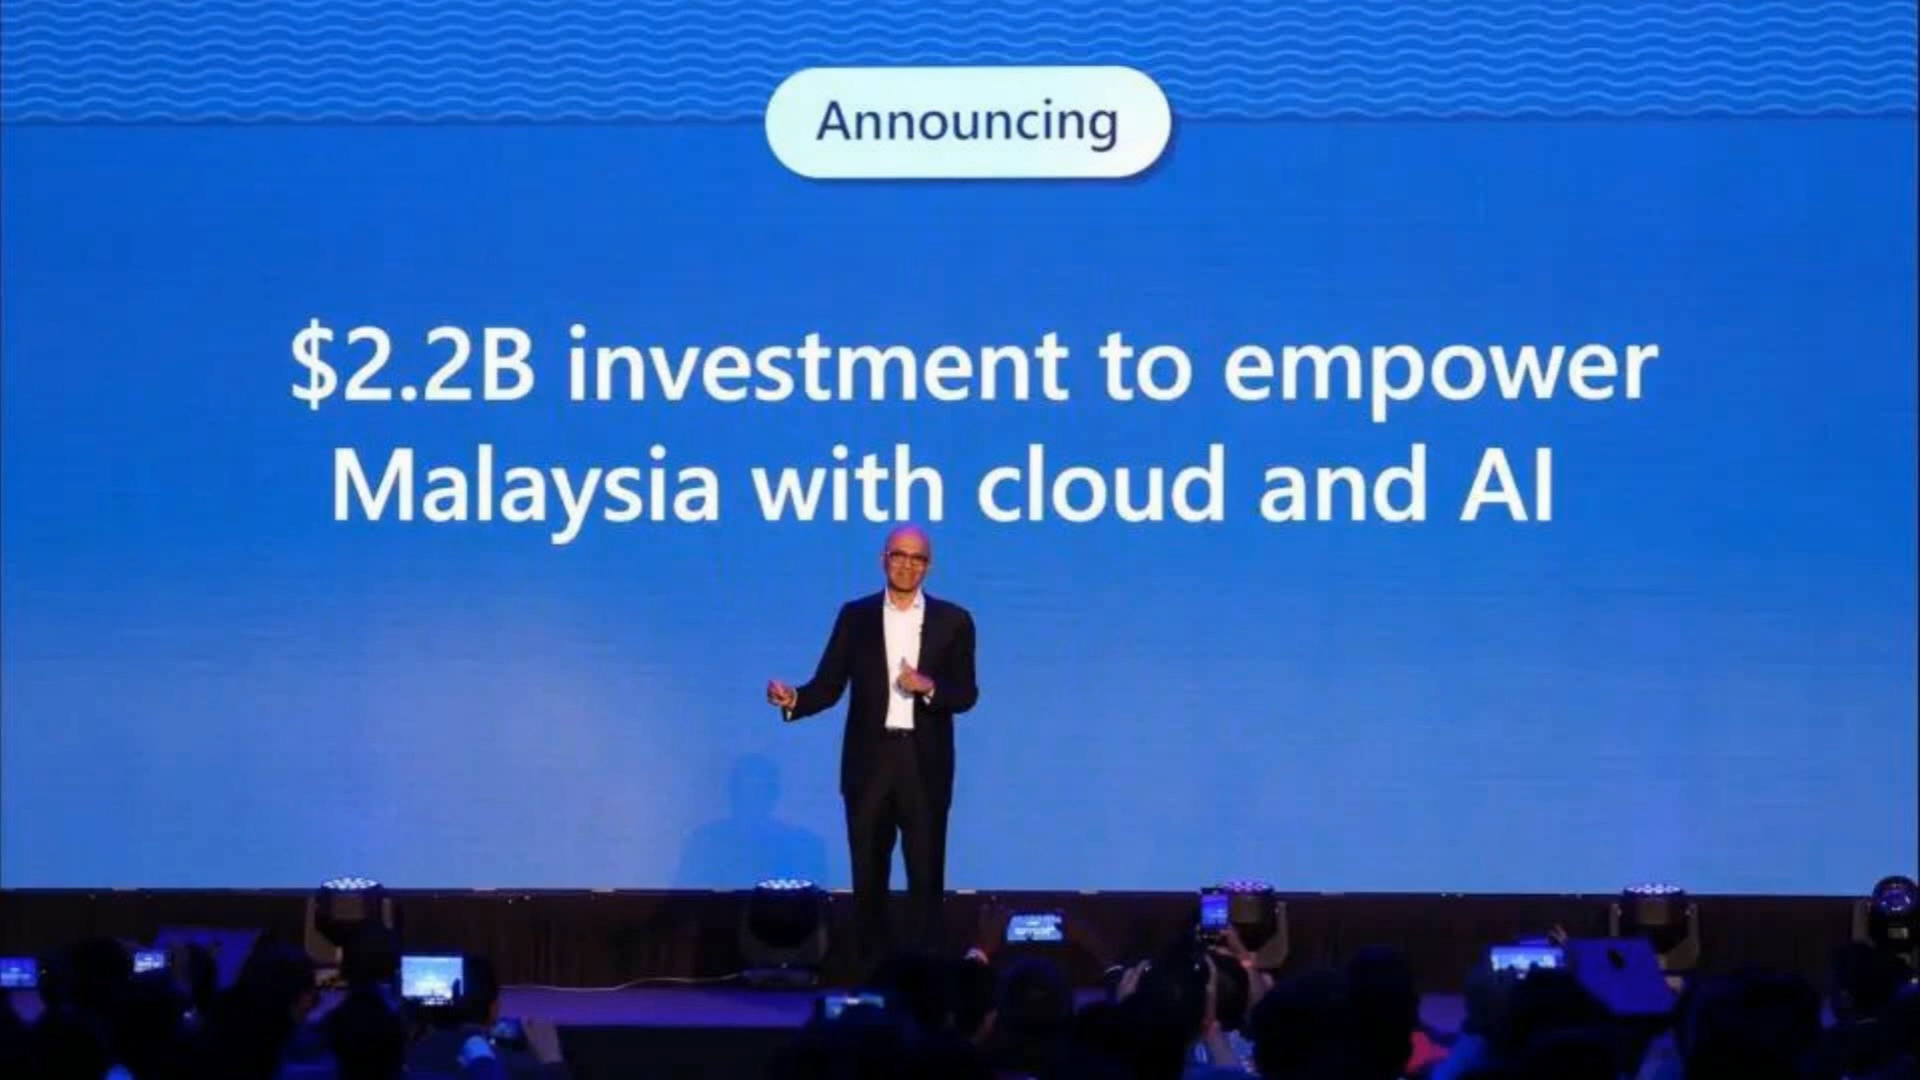 Announcing
$2.2B investment to empower
Malaysia with cloud and AI